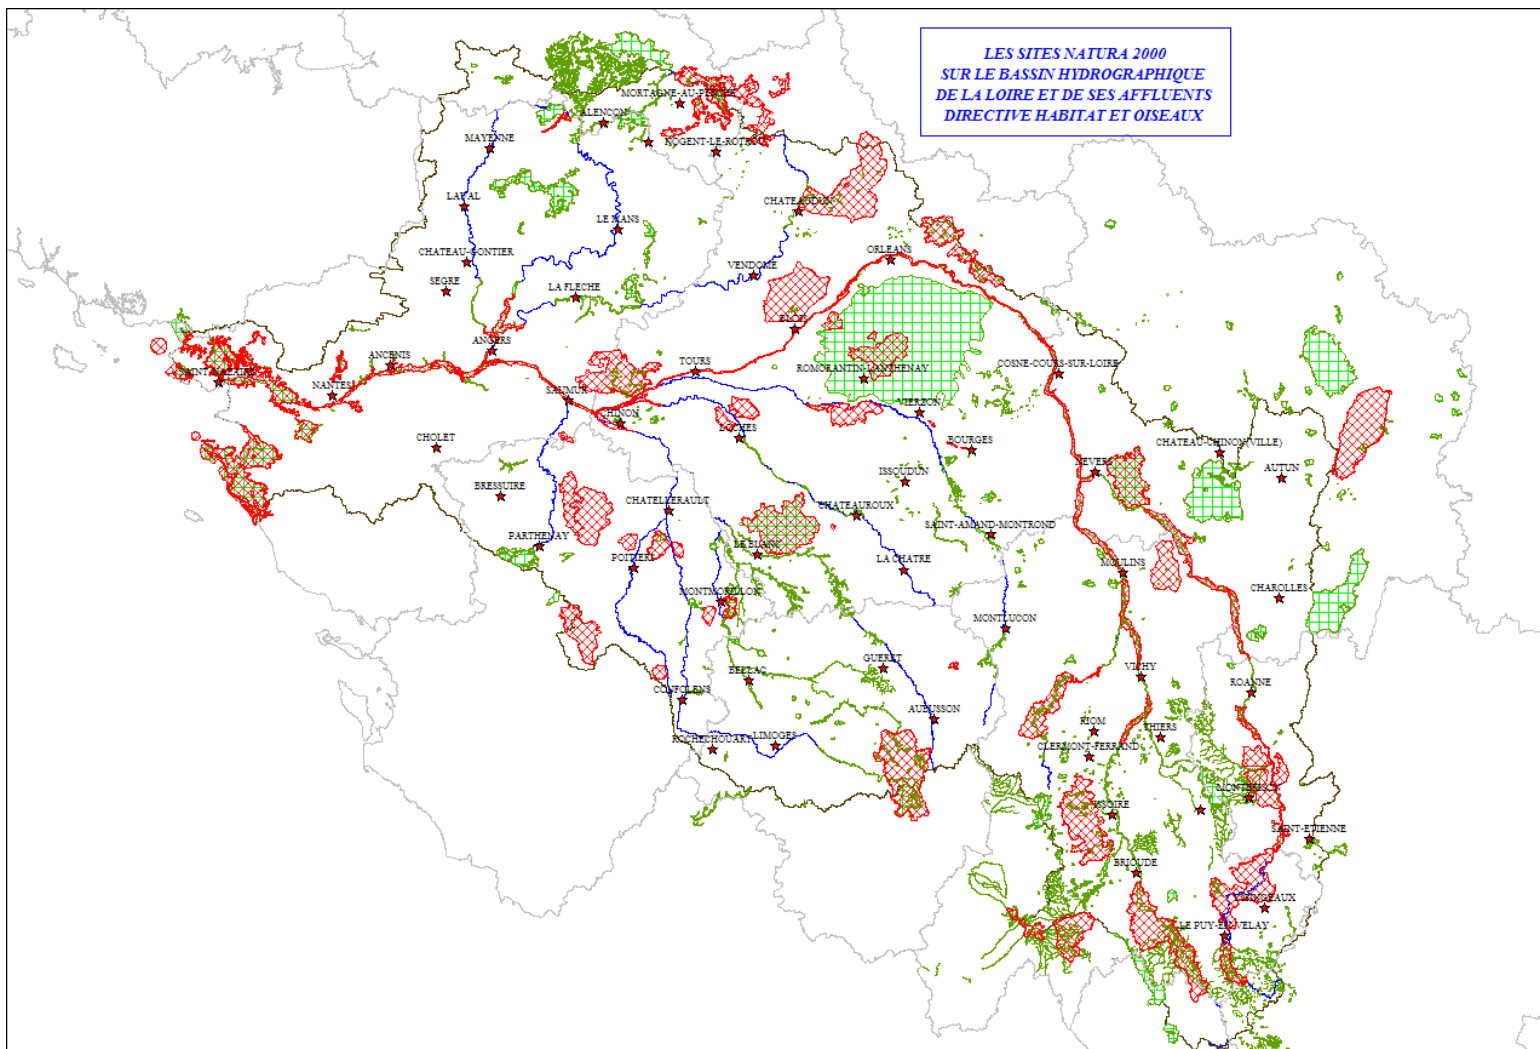 LES SITES NATURA 2000
SUR LE BASSIN HYDROGRAPHIQUE
DE LA LOIRE ET DE SES AFFLUENTS
DIRECTIVE HABITAT ET OISEAUX
MORTAGNE-AU-PERCHE
ALENCON
MAYENNE
NOGENT-LE-ROTROU
LAVAL
CHATEAUDUN
LE MANS
CHATEAU-GONTIER
ORLEANS
VENDOME
SEGRE
LA FLECHE
BLOIS
ANGERS
ANCENIS
TOURS
COSNE-COURS-SUR-LOIRE
SAINT-NAZAIRE
ROMORANTIN-LANTHENAY
NANTES
SAUMUR
CHINON
VIERZON
CHOLET
LOCHES
BOURGES
CHATEAU-CHINON(VILLE)
NEVERS
AUTUN
BRESSUIRE
ISSOUDUN
CHATELLERAULT
CHATEAUROUX
SAINT-AMAND-MONTROND
PARTHENAY
LE BLANC
POITIERS
LA CHATRE
MOULINS
MONTMORILLON
CHAROLLES
MONTLUCON
GUERET
BELLAC
VICHY
ROANNE
CONFOLENS
AUBUSSON
RIOM
THIERS
ROCHECHOUART
LIMOGES
CLERMONT-FERRAND
MONTBRISON
ISSOIRE
SAINT-ETIENNE
BRIOUDE
YSSINGEAUX
LE PUY-EN-VELAY